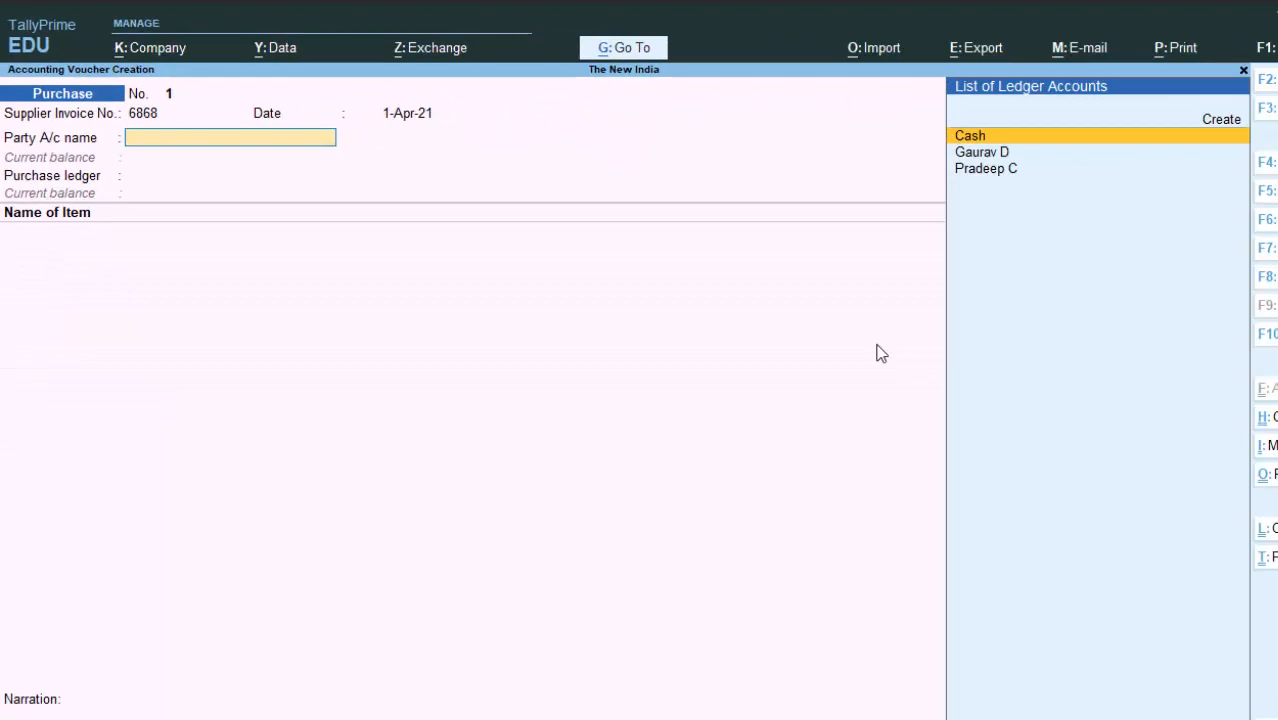 TallyPrime
EDU
MANAGE
K: Company
Y: Data
Z: Exchange
G: Go To
O: Import
E: Export
M: E-mail
P: Print
F1:
Accounting Voucher Creation
The New India
Purchase No. 1
Supplier Invoice No.: 6868 Date : 1-Apr-21
Party A/c name :
Current balance :
Purchase ledger :
Current balance :
Name of Item
Narration:
List of Ledger Accounts
Create
Cash
Gaurav D
Pradeep C
F2:
F3:
F4:
F5:
F6:
F7:
F8:
F9:
F10
F:
H:
I:
O:
L:
T: